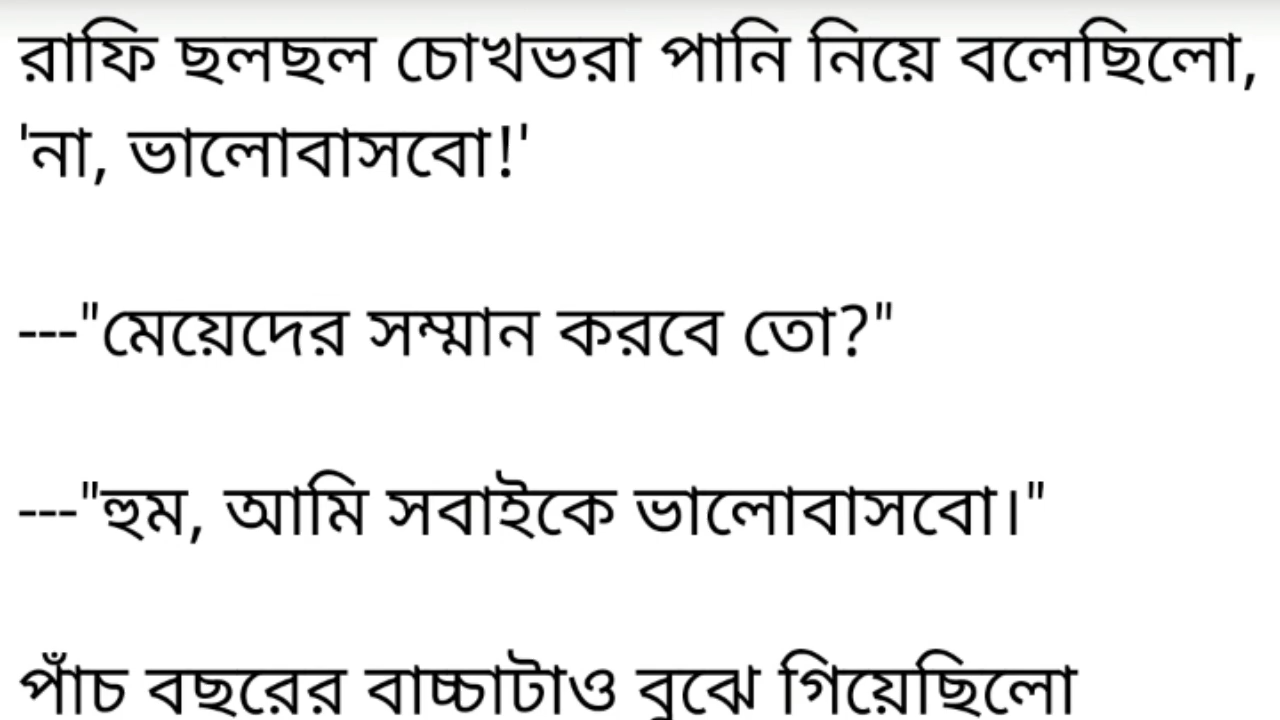 রাফি ছলছল চোখভরা পানি নিয়ে বলেছিলো,
'না, ভালোবাসবো!'
---"মেয়েদের সম্মান করবে তো?"
---"হুম, আমি সবাইকে ভালোবাসবো।"
পাঁচ বছরের বাচ্চাটাও বুঝে গিয়েছিলো